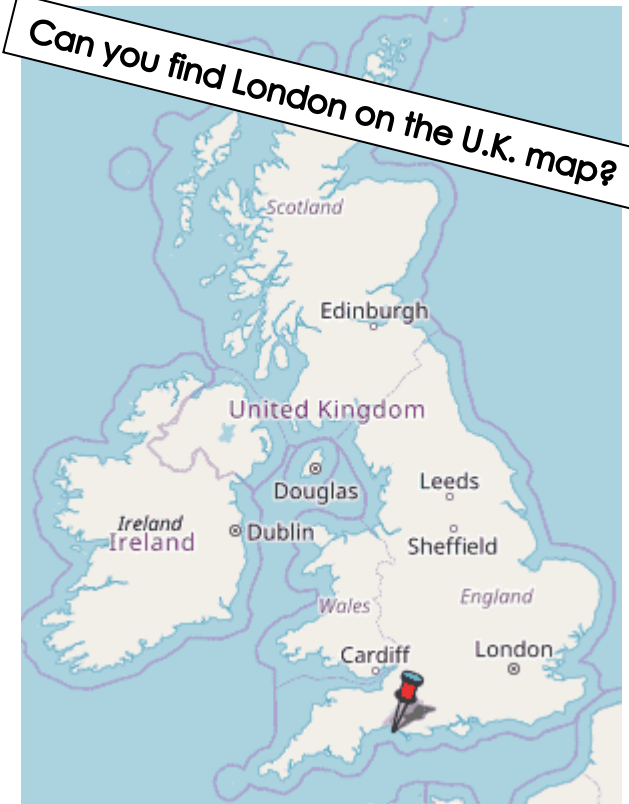 Can you find London on the U.K. map?
Scotland
Edinburgh
United Kingdom
Leeds
Douglas
Ireland
Dublin
Ireland
Sheffield
Wales
England
Cardiff
London